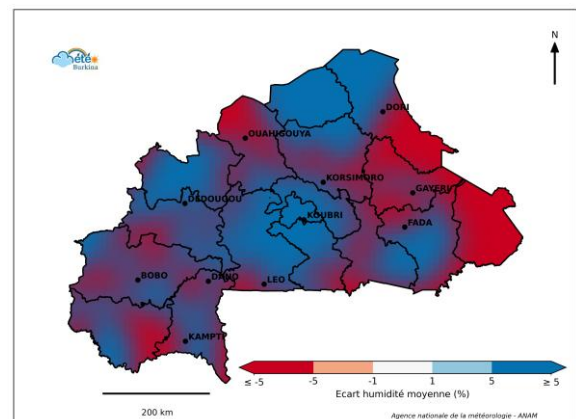 N
été
Burkina
DORI
OUAHIGOUYA
KORSIMORO
GAYERI
DEDOUGOU
KOUBRI
FADA
BOBO
DANO
LEO
KAMPTI
≤ -5 -5 -1 1 5 ≥ 5
Ecart humidité moyenne (%)
200 km
Agence nationale de la météorologie - ANAM